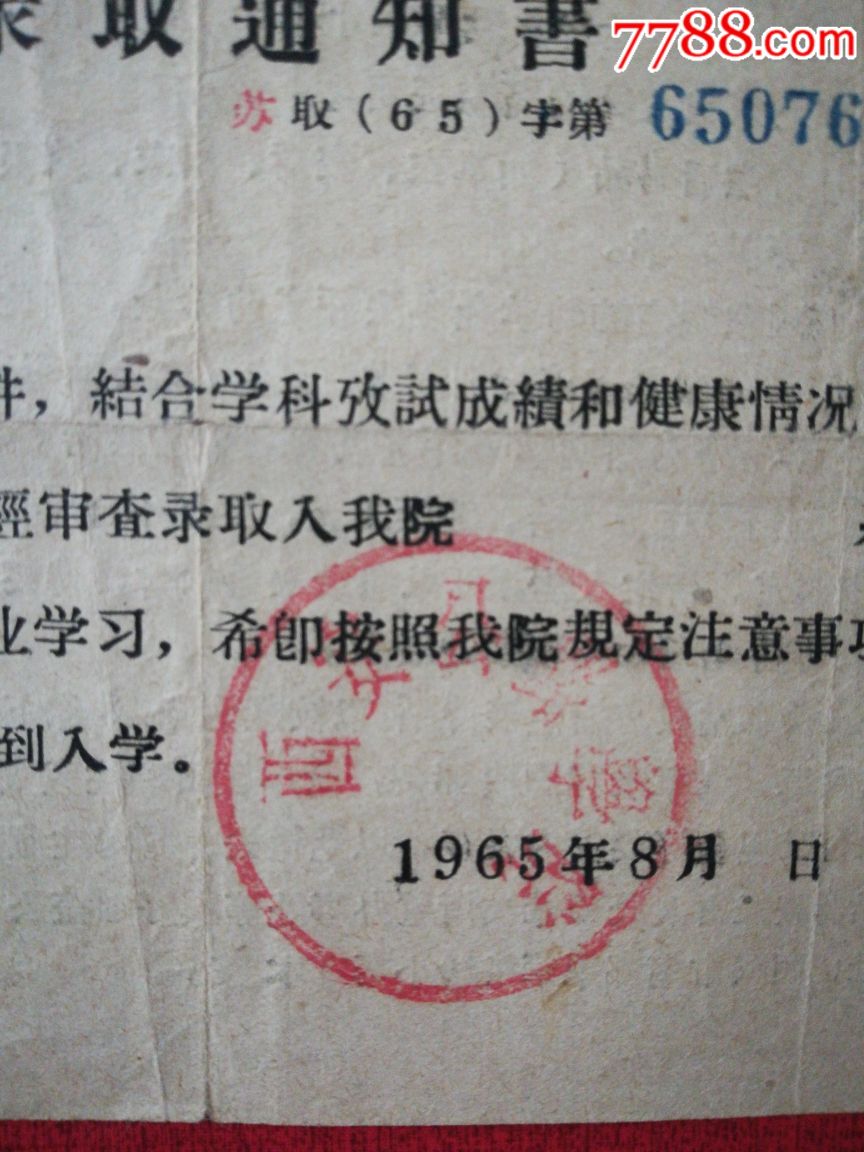 录取通知書
7788.com
苏取(65)字第 65076
件，結合学科攷試成績和健康情况
經审查录取入我院
业学习，希卽按照我院規定注意事项
到入学。
1965年8月 日